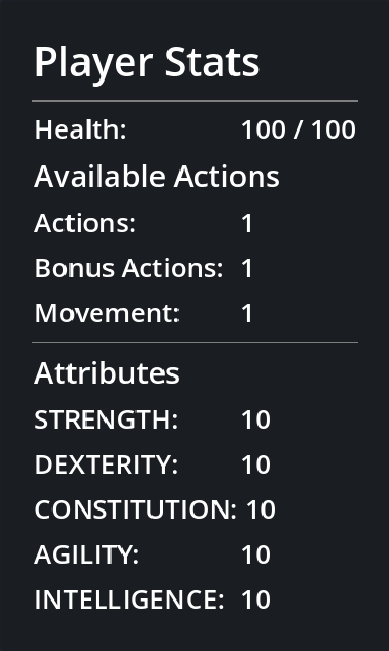 Player Stats
Health: 100 / 100
Available Actions
Actions: 1
Bonus Actions: 1
Movement: 1
Attributes
STRENGTH: 10
DEXTERITY: 10
CONSTITUTION: 10
AGILITY: 10
INTELLIGENCE: 10